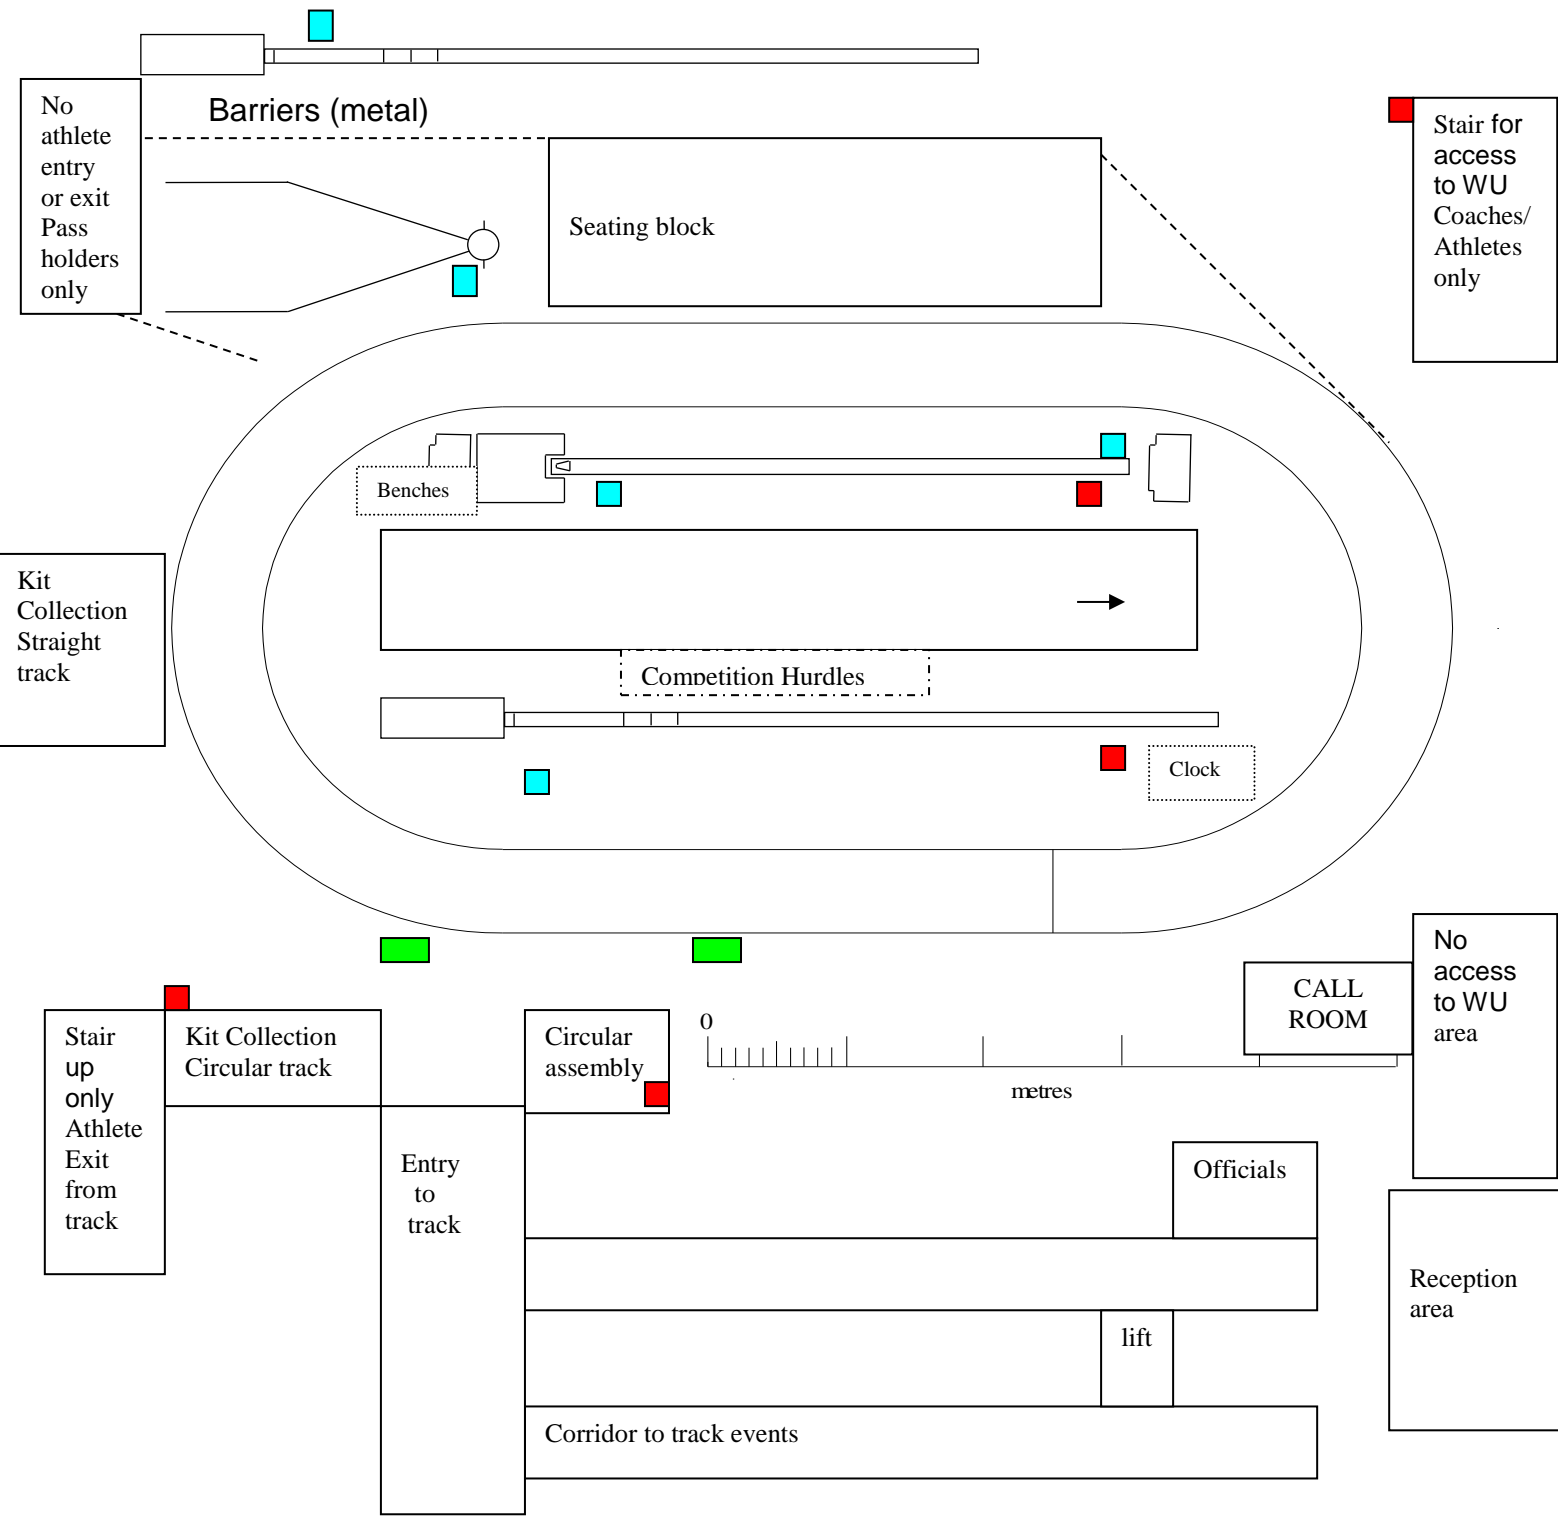 Barriers (metal)
No
athlete
entry
or exit
Pass
holders
only
Stair for
access
to WU
Coaches/
Athletes
only
Seating block
Benches
Kit
Collection
Straight
track
Competition Hurdles
Clock
No
access
to WU
area
CALL
ROOM
Stair
up
only
Athlete
Exit
from
track
Kit Collection
Circular track
Circular
assembly
0
metres
Entry
to
track
Officials
Reception
area
lift
Corridor to track events